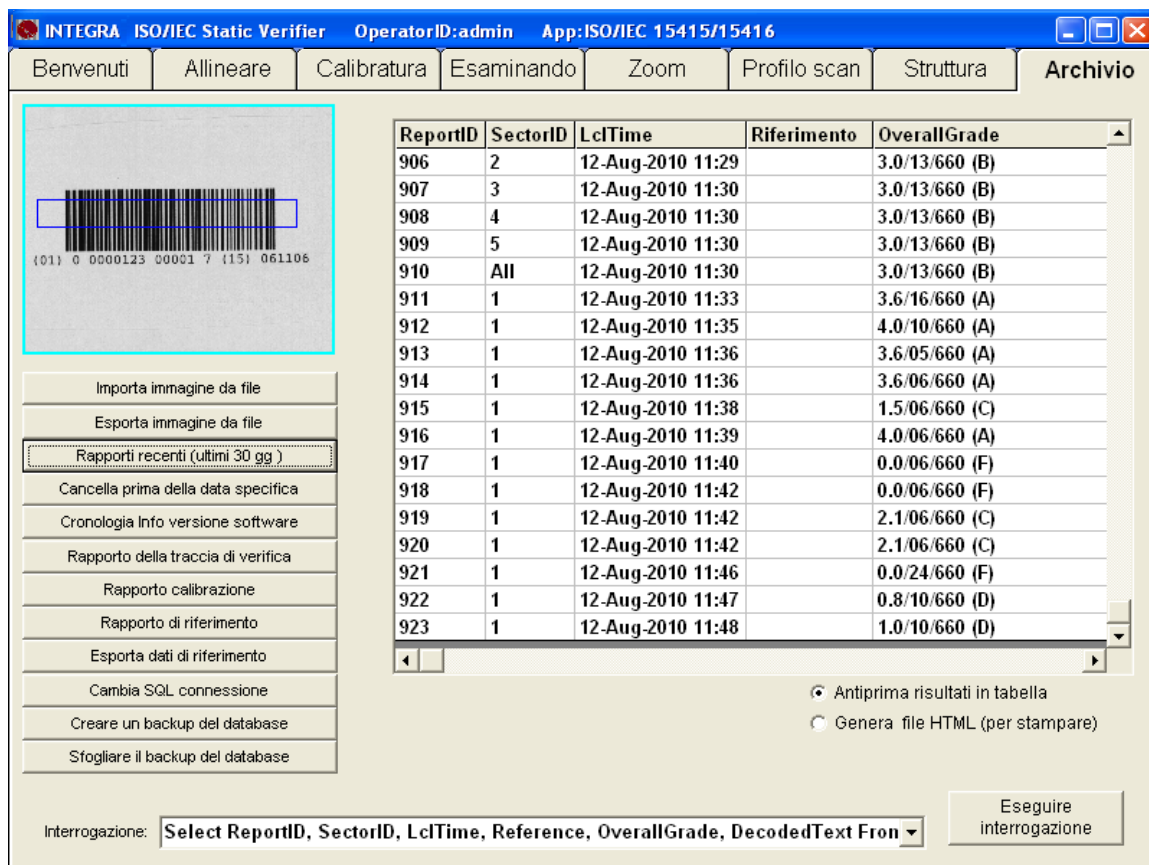 INTEGRA ISO/IEC Static Verifier OperatorID:admin App:ISO/IEC 15415/15416
Benvenuti Allineare Calibratura Esaminando Zoom Profilo scan Struttura Archivio
(01) 0 0000123 00001 7 (15) 061106
Importa immagine da file
Esporta immagine da file
Rapporti recenti (ultimi 30 gg )
Cancella prima della data specifica
Cronologia Info versione software
Rapporto della traccia di verifica
Rapporto calibrazione
Rapporto di riferimento
Esporta dati di riferimento
Cambia SQL connessione
Creare un backup del database
Sfogliare il backup del database
ReportID SectorID LclTime Riferimento OverallGrade
906 2 12-Aug-2010 11:29 3.0/13/660 (B)
907 3 12-Aug-2010 11:30 3.0/13/660 (B)
908 4 12-Aug-2010 11:30 3.0/13/660 (B)
909 5 12-Aug-2010 11:30 3.0/13/660 (B)
910 All 12-Aug-2010 11:30 3.0/13/660 (B)
911 1 12-Aug-2010 11:33 3.6/16/660 (A)
912 1 12-Aug-2010 11:35 4.0/10/660 (A)
913 1 12-Aug-2010 11:36 3.6/05/660 (A)
914 1 12-Aug-2010 11:36 3.6/06/660 (A)
915 1 12-Aug-2010 11:38 1.5/06/660 (C)
916 1 12-Aug-2010 11:39 4.0/06/660 (A)
917 1 12-Aug-2010 11:40 0.0/06/660 (F)
918 1 12-Aug-2010 11:42 0.0/06/660 (F)
919 1 12-Aug-2010 11:42 2.1/06/660 (C)
920 1 12-Aug-2010 11:42 2.1/06/660 (C)
921 1 12-Aug-2010 11:46 0.0/24/660 (F)
922 1 12-Aug-2010 11:47 0.8/10/660 (D)
923 1 12-Aug-2010 11:48 1.0/10/660 (D)
Antiprima risultati in tabella
Genera file HTML (per stampare)
Interrogazione: Select ReportID, SectorID, LclTime, Reference, OverallGrade, DecodedText Fron
Eseguire
interrogazione